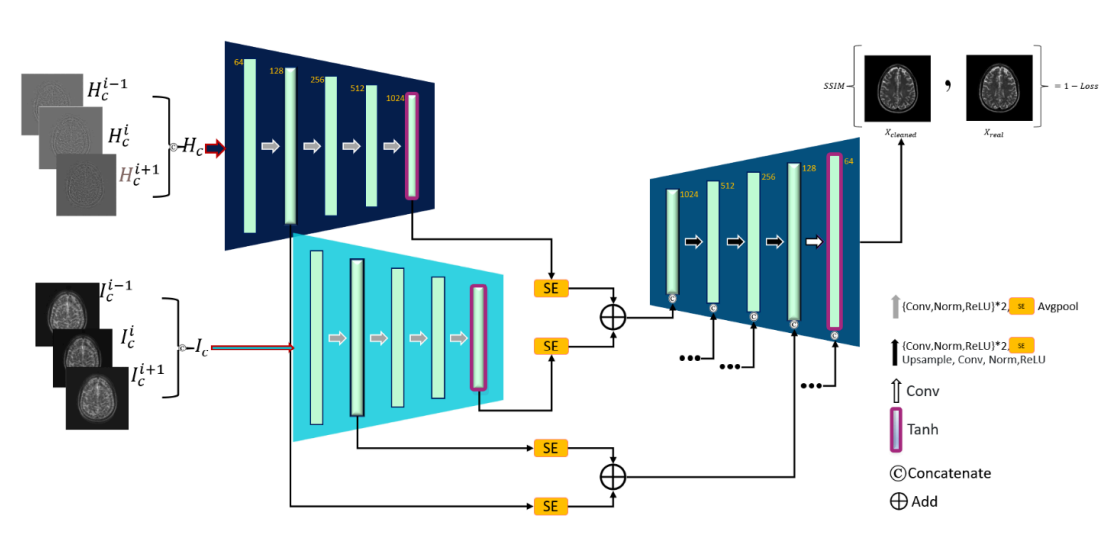 H_c^{i-1}
H_c^{i}
H_c^{i+1}
© H_c
I_c^{i-1}
I_c^{i}
I_c^{i+1}
© I_c
64
128
256
512
1024
SE
SE
SE
SE
1024
512
256
128
64
©
©
©
©
©
•••
•••
•••
SSIM
,
= 1 − Loss
X_{cleaned}
X_{real}
{Conv,Norm,ReLU}*2, SE Avgpool
{Conv,Norm,ReLU}*2, SE
Upsample, Conv, Norm,ReLU
Conv
Tanh
© Concatenate
⊕ Add